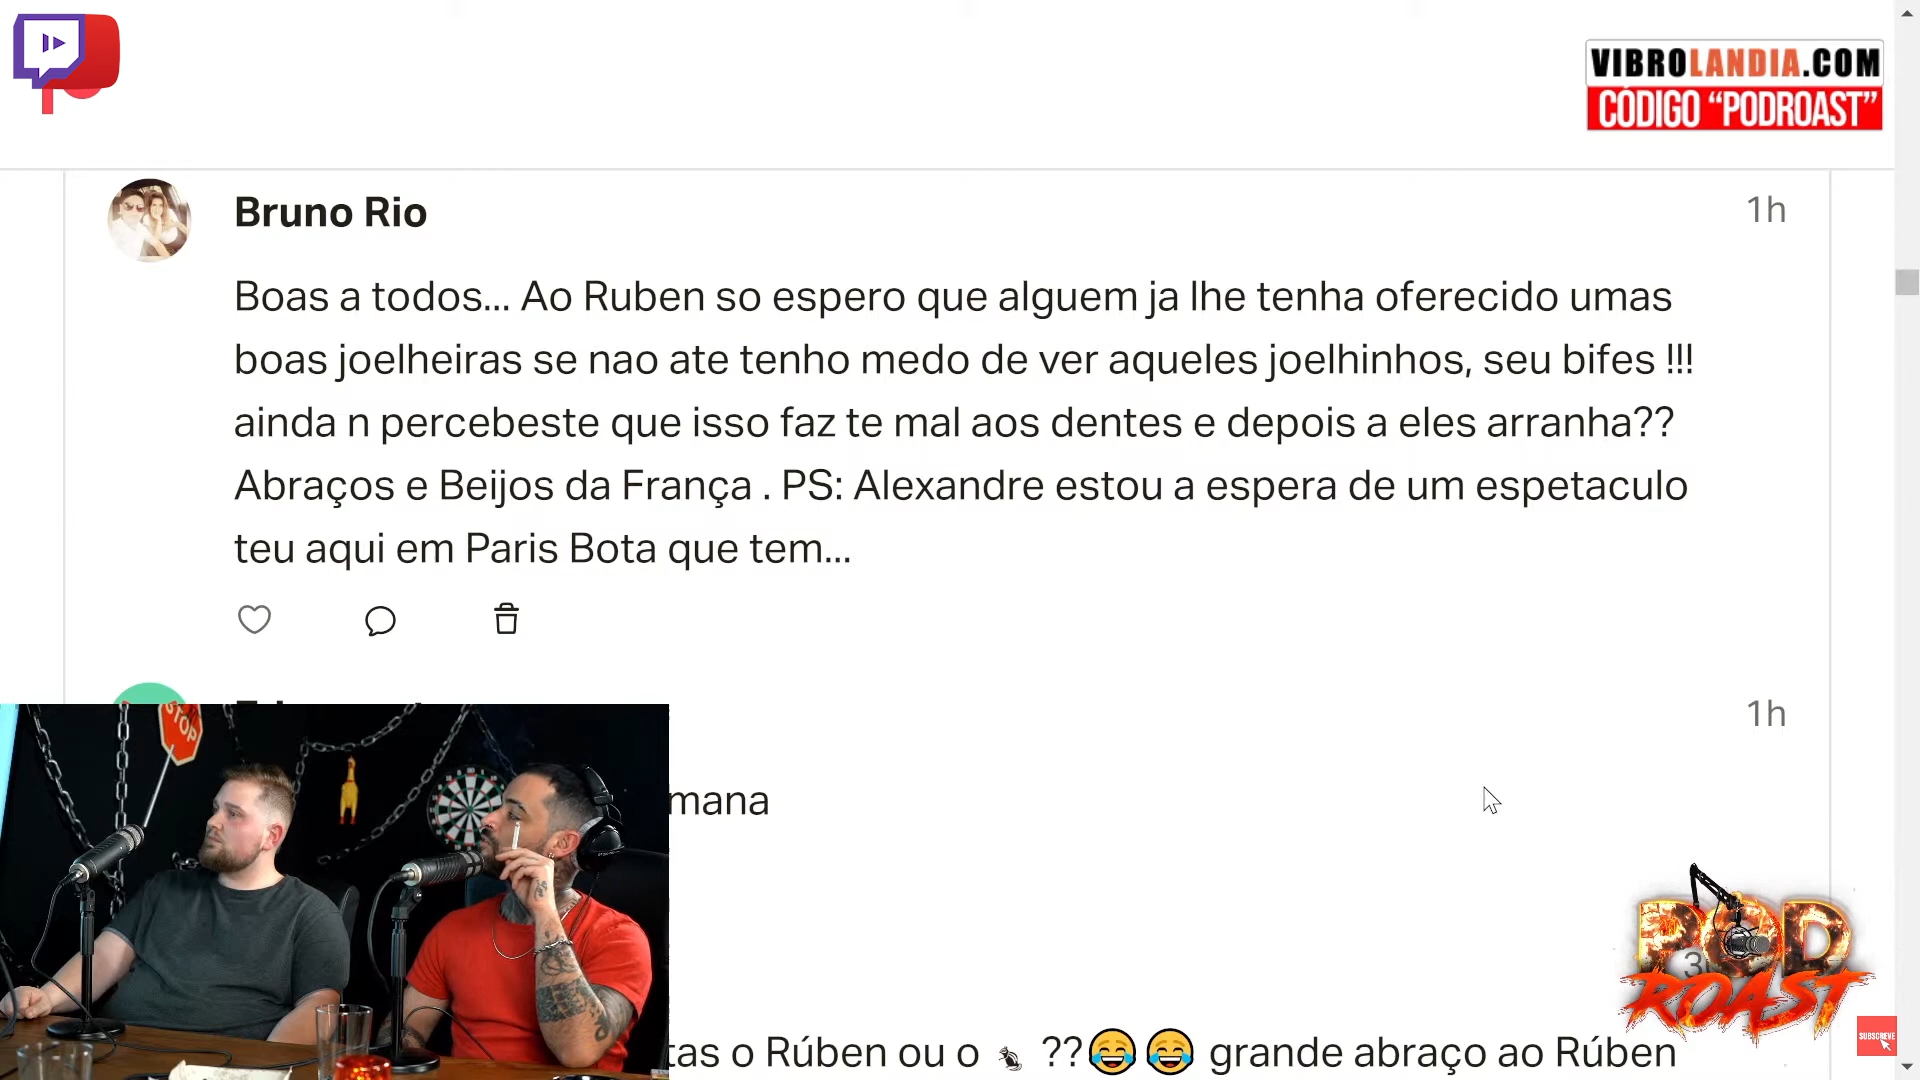 VIBROLANDIA.COM
CÓDIGO “PODROAST”
Bruno Rio
1h
Boas a todos... Ao Ruben so espero que alguem ja lhe tenha oferecido umas
boas joelheiras se nao ate tenho medo de ver aqueles joelhinhos, seu bifes !!!
ainda n percebeste que isso faz te mal aos dentes e depois a eles arranha??
Abraços e Beijos da França . PS: Alexandre estou a espera de um espetaculo
teu aqui em Paris Bota que tem...
1h
STOP
mana
POD
ROAST
SUBSCREVE
tas o Rúben ou o 🐁 ??😂😂 grande abraço ao Rúben